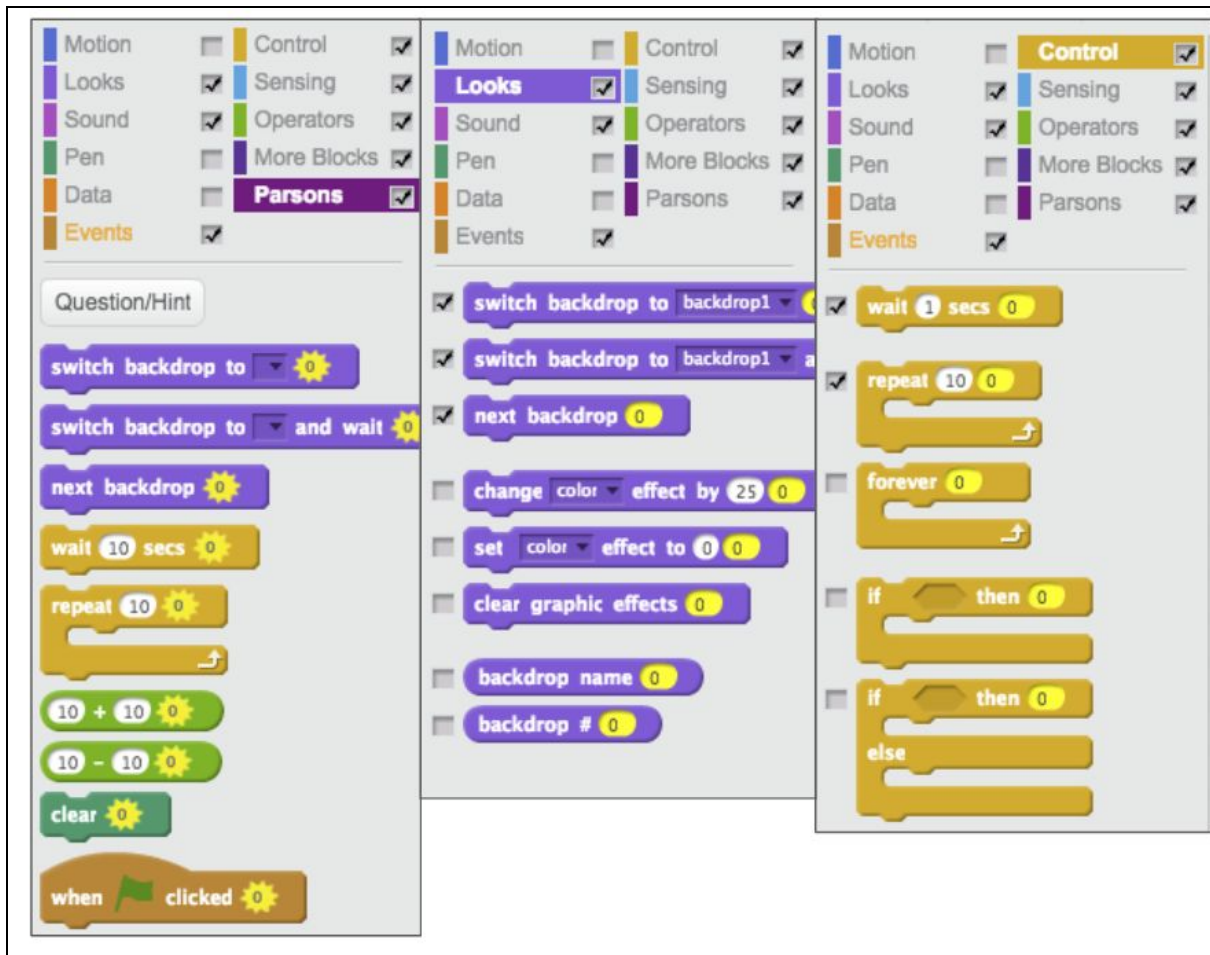 Motion Control
Looks Sensing
Sound Operators
Pen More Blocks
Data Parsons
Events
Question/Hint
switch backdrop to 0
switch backdrop to and wait 0
next backdrop 0
wait 10 secs 0
repeat 10 0
10 + 10 0
10 - 10 0
clear 0
when clicked 0
Motion Control
Looks Sensing
Sound Operators
Pen More Blocks
Data Parsons
Events
switch backdrop to backdrop1
switch backdrop to backdrop1
next backdrop 0
change color effect by 25 0
set color effect to 0 0
clear graphic effects 0
backdrop name 0
backdrop # 0
Motion Control
Looks Sensing
Sound Operators
Pen More Blocks
Data Parsons
Events
wait 1 secs 0
repeat 10 0
forever 0
if then 0
if then 0
else